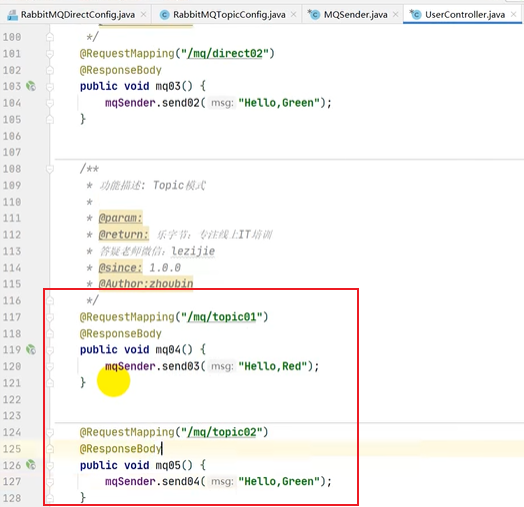 RabbitMQDirectConfig.java × RabbitMQTopicConfig.java × MQSender.java × UserController.java ×
100 */
101 @RequestMapping("/mq/direct02")
102 @ResponseBody
103 public void mq03() {
104 mqSender.send02( msg: "Hello,Green");
105 }
106
107
108 /**
109 * 功能描述: Topic模式
110 *
111 * @param:
112 * @return: 乐字节：专注线上IT培训
113 * 答疑老师微信：lezijie
114 * @since: 1.0.0
115 * @Author:zhoubin
116 */
117 @RequestMapping("/mq/topic01")
118 @ResponseBody
119 public void mq04() {
120 mqSender.send03( msg: "Hello,Red");
121 }
122
123
124 @RequestMapping("/mq/topic02")
125 @ResponseBody
126 public void mq05() {
127 mqSender.send04( msg: "Hello,Green");
128 }